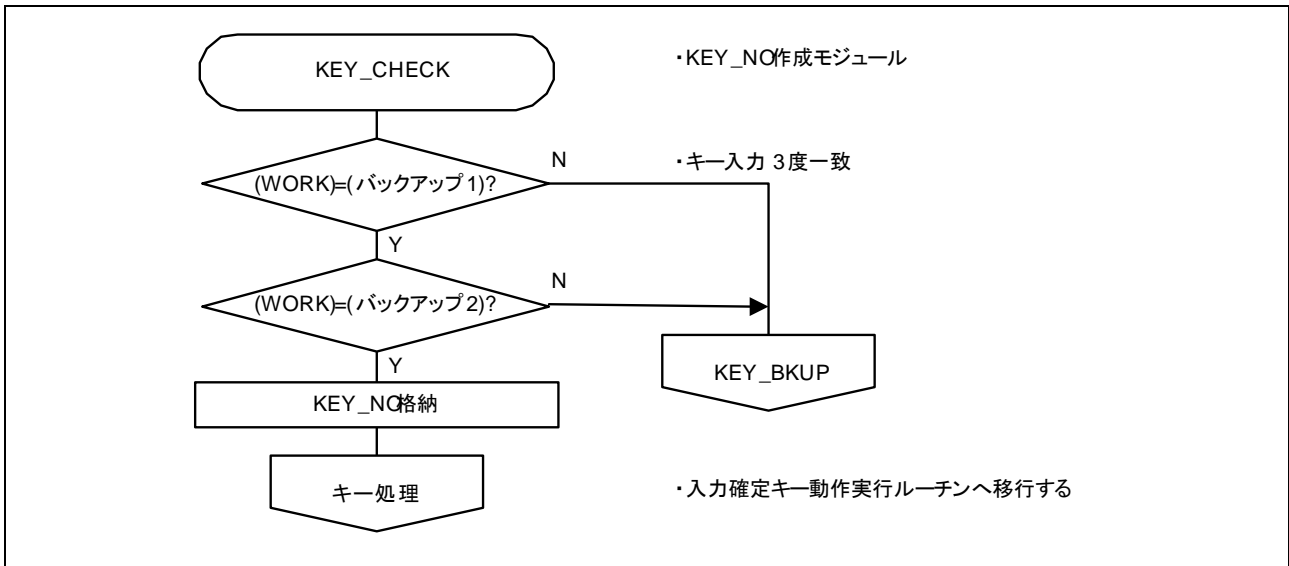 KEY_CHECK
・KEY_NO作成モジュール
N
・キー入力 3度一致
(WORK)=(バックアップ1)?
Y
N
(WORK)=(バックアップ2)?
Y
KEY_BKUP
KEY_NO格納
キー処理
・入力確定キー動作実行ルーチンへ移行する